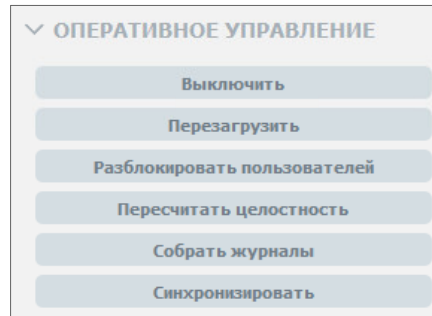 ОПЕРАТИВНОЕ УПРАВЛЕНИЕ
Выключить
Перезагрузить
Разблокировать пользователей
Пересчитать целостность
Собрать журналы
Синхронизировать